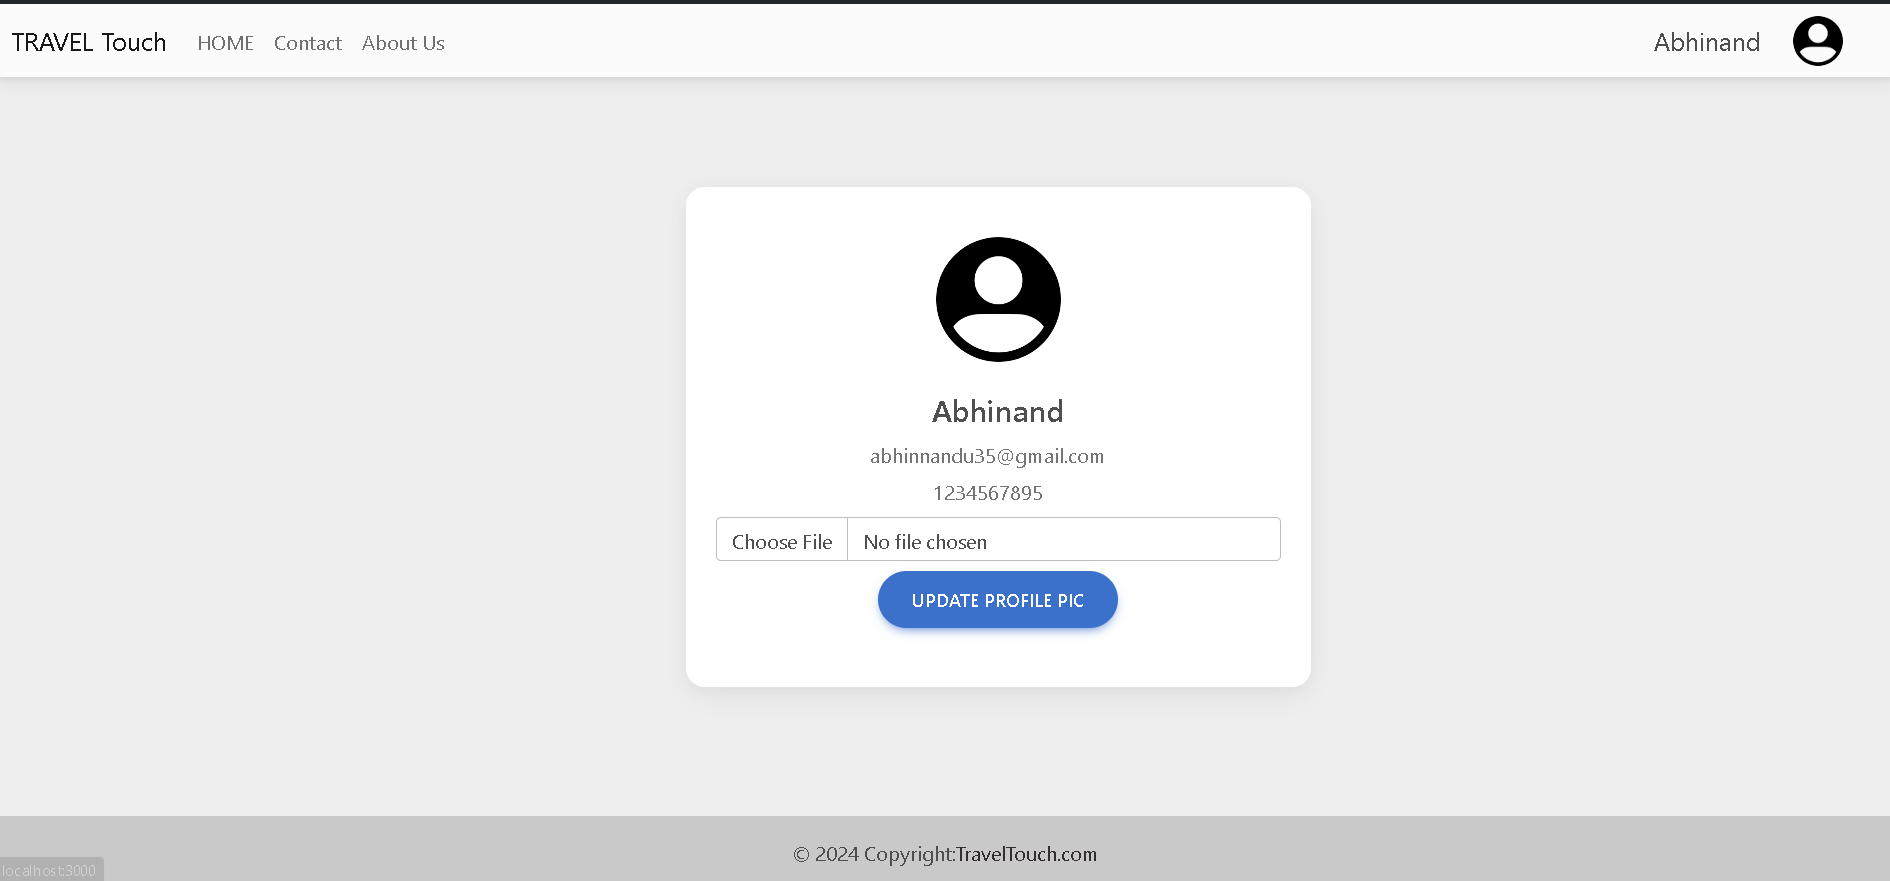 TRAVEL Touch HOME Contact About Us Abhinand
Abhinand
abhinnandu35@gmail.com
1234567895
Choose File No file chosen
UPDATE PROFILE PIC
© 2024 Copyright:TravelTouch.com
localhost:3000